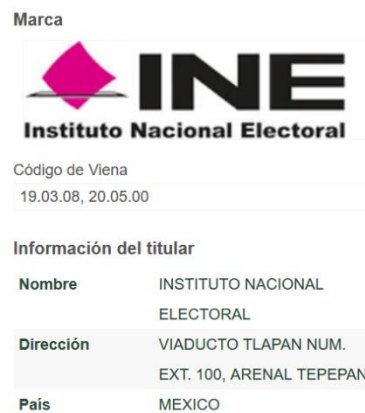 Marca
INE
Instituto Nacional Electoral
Código de Viena
19.03.08, 20.05.00
Información del titular
Nombre INSTITUTO NACIONAL
ELECTORAL
Dirección VIADUCTO TLAPAN NUM.
EXT. 100, ARENAL TEPEPAN
País MEXICO